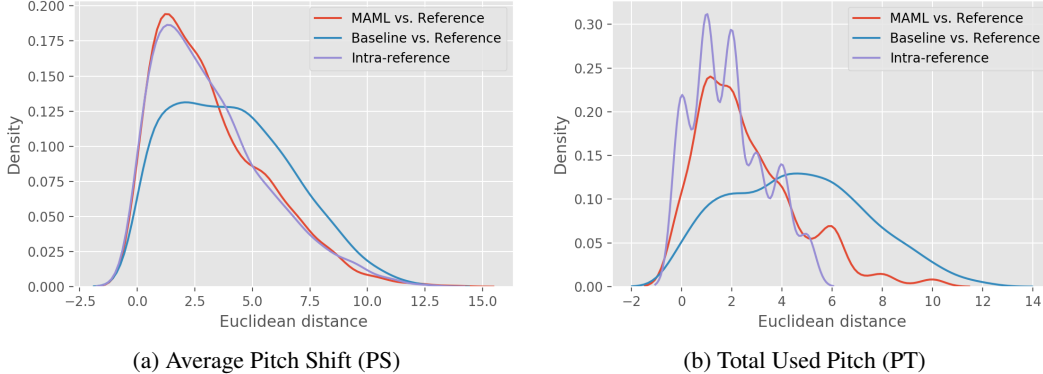 0.200
0.175
0.150
0.125
0.100
0.075
0.050
0.025
0.000
Density
MAML vs. Reference
Baseline vs. Reference
Intra-reference
−2.5 0.0 2.5 5.0 7.5 10.0 12.5 15.0
Euclidean distance
(a) Average Pitch Shift (PS)
0.30
0.25
0.20
0.15
0.10
0.05
0.00
Density
MAML vs. Reference
Baseline vs. Reference
Intra-reference
−2 0 2 4 6 8 10 12 14
Euclidean distance
(b) Total Used Pitch (PT)